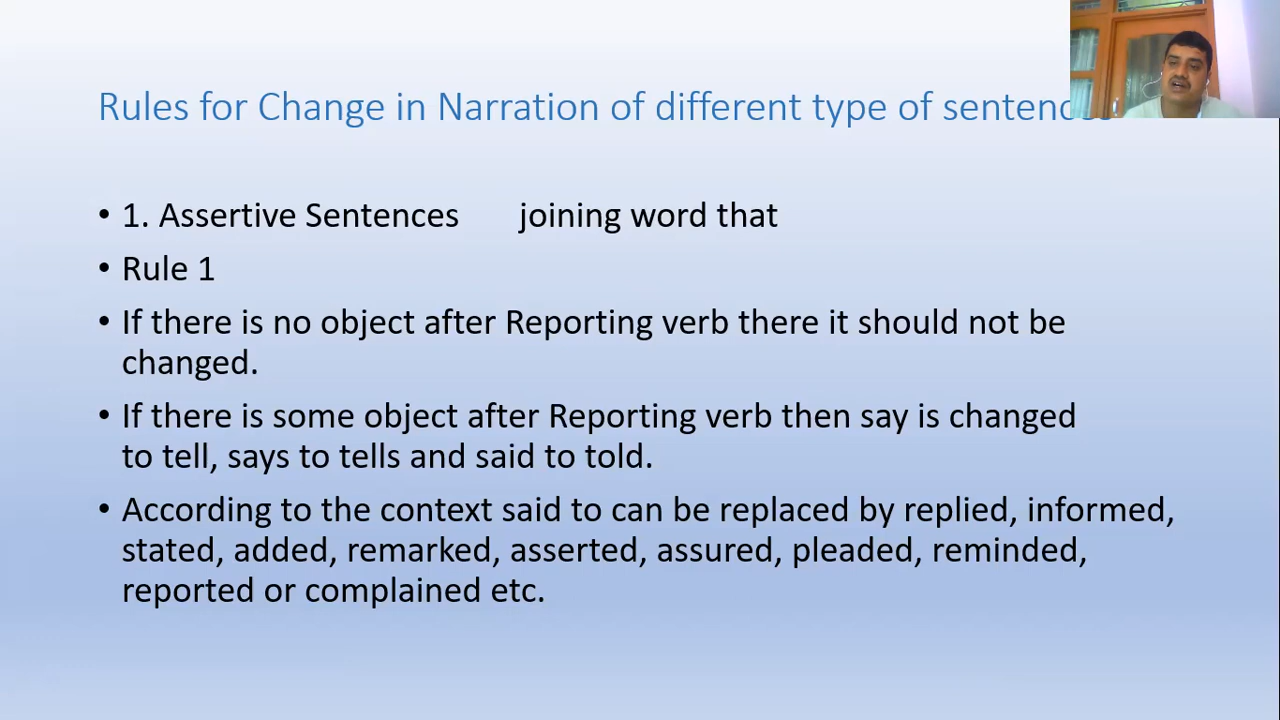 Rules for Change in Narration of different type of sentences
• 1. Assertive Sentences joining word that
• Rule 1
• If there is no object after Reporting verb there it should not be
changed.
• If there is some object after Reporting verb then say is changed
to tell, says to tells and said to told.
• According to the context said to can be replaced by replied, informed,
stated, added, remarked, asserted, assured, pleaded, reminded,
reported or complained etc.